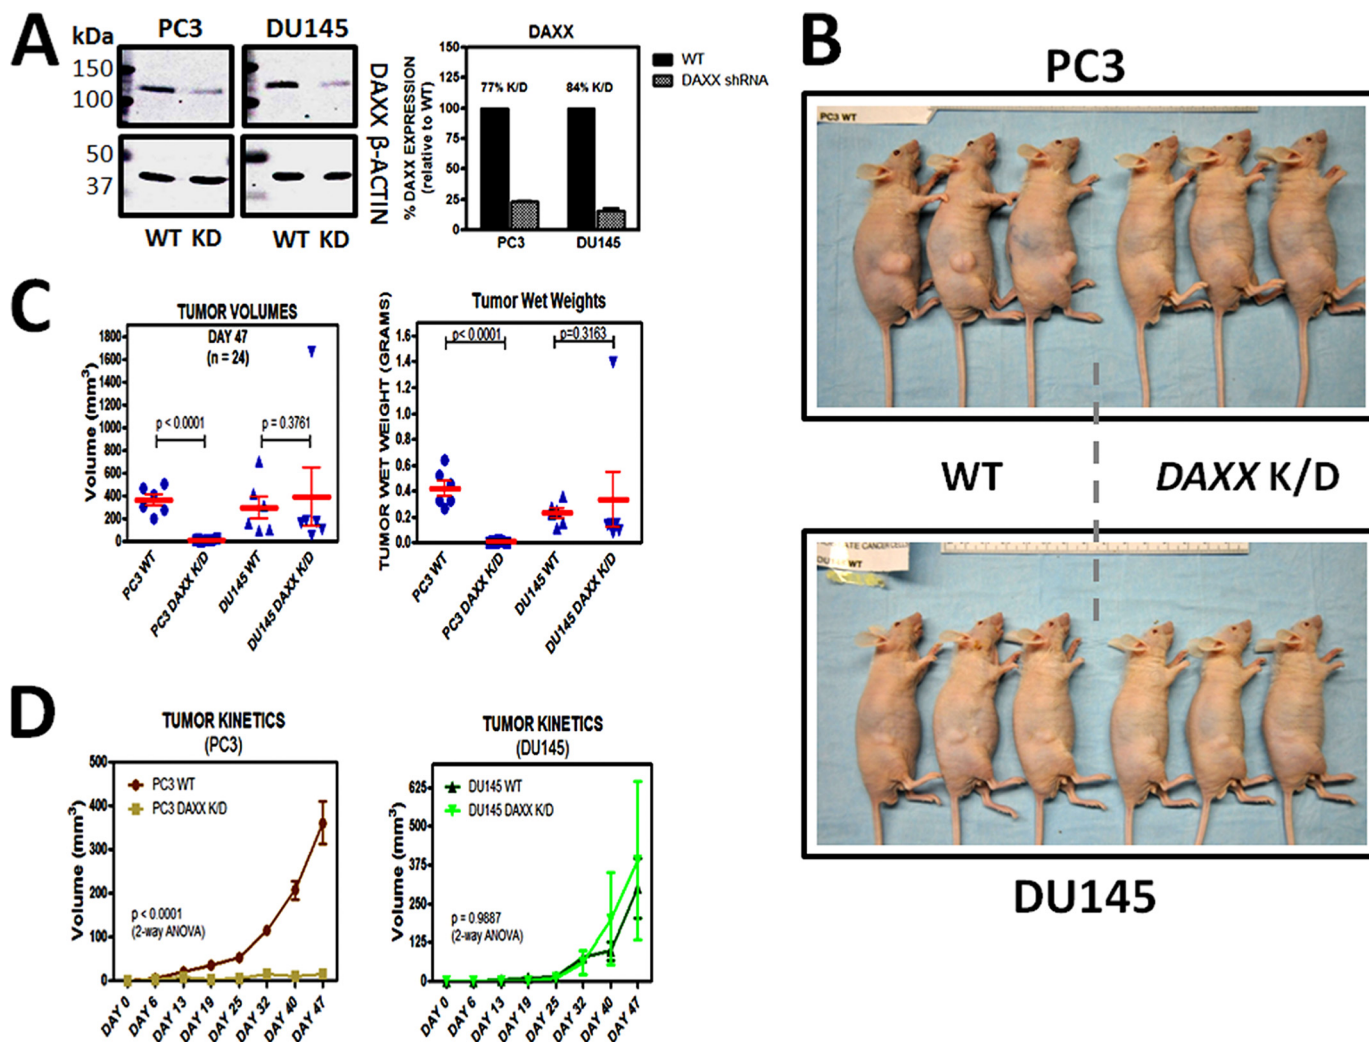 A
PC3
DU145
kDa
150
100
50
37
DAXX
β-ACTIN
WT KD
WT KD
DAXX
% DAXX EXPRESSION
(relative to WT)
150
125
100
75
50
25
0
77% K/D
84% K/D
PC3
DU145
WT
DAXX shRNA
B
PC3
PC3 WT
WT
DAXX K/D
DU145
C
TUMOR VOLUMES
DAY 47
(n = 24)
Volume (mm³)
1800
1600
1400
1200
1000
800
600
400
200
0
p < 0.0001
p = 0.3761
PC3 WT
PC3 DAXX K/D
DU145 WT
DU145 DAXX K/D
Tumor Wet Weights
TUMOR WET WEIGHT (GRAMS)
1.6
1.4
1.2
1.0
0.8
0.6
0.4
0.2
0.0
p< 0.0001
p=0.3163
PC3 WT
PC3 DAXX K/D
DU145 WT
DU145 DAXX K/D
D
TUMOR KINETICS
(PC3)
Volume (mm³)
500
400
300
200
100
0
PC3 WT
PC3 DAXX K/D
p < 0.0001
(2-way ANOVA)
DAY 0
DAY 6
DAY 13
DAY 19
DAY 25
DAY 32
DAY 40
DAY 47
TUMOR KINETICS
(DU145)
Volume (mm³)
625
500
375
250
125
0
DU145 WT
DU145 DAXX K/D
p = 0.9887
(2-way ANOVA)
DAY 0
DAY 6
DAY 13
DAY 19
DAY 25
DAY 32
DAY 40
DAY 47